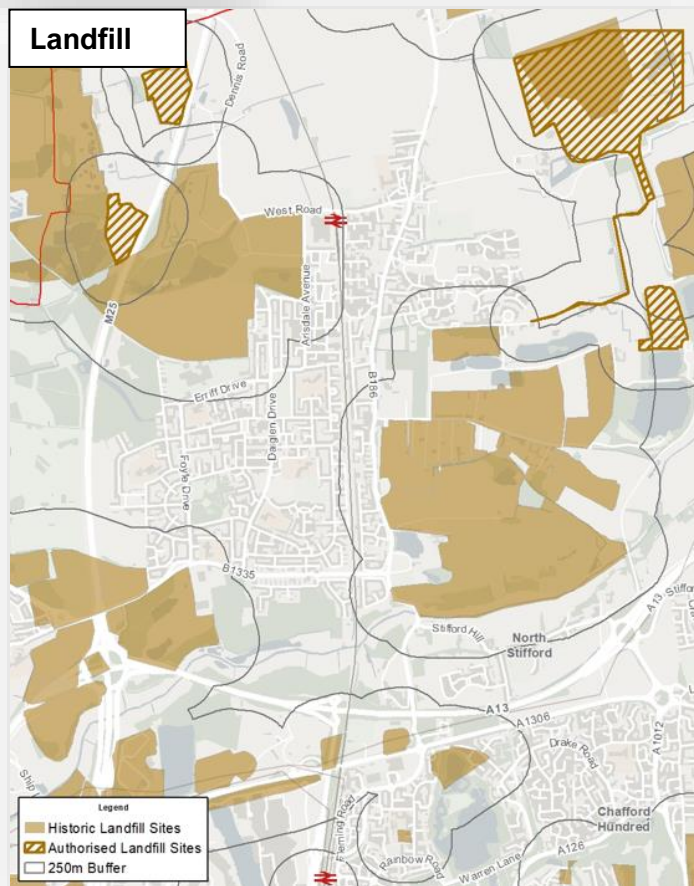 Landfill
Dennis Road
West Road
M25
Arisdale Avenue
B186
Erriff Drive
Daiglen Drive
Foyle Drive
B1335
Stifford Hill
North
Stifford
A13
A13
A1306
A1012
Drake Road
Chafford
Hundred
Fleming Road
Rainbow Road
Warren Lane
A126
Ship
Legend
Historic Landfill Sites
Authorised Landfill Sites
250m Buffer